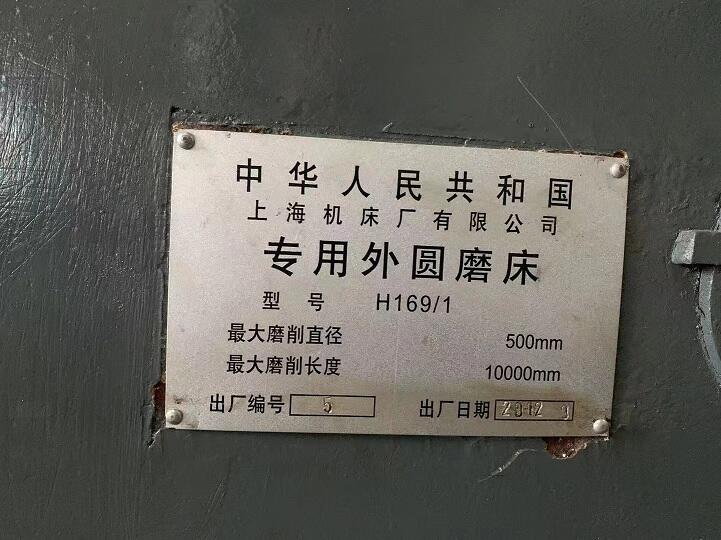 中华人民共和国
上海机床厂有限公司
专用外圆磨床
型号 H169/1
最大磨削直径 500mm
最大磨削长度 10000mm
出厂编号 5 出厂日期 2012 9